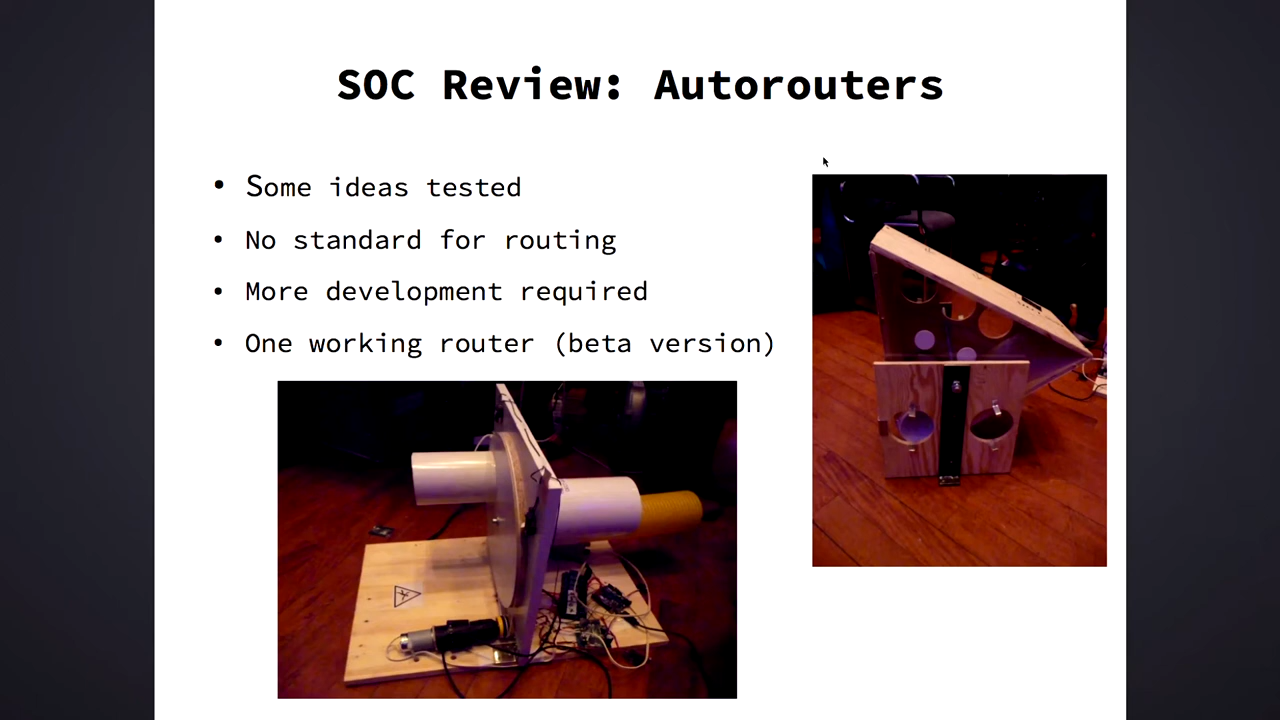 SOC Review: Autorouters
• Some ideas tested
• No standard for routing
• More development required
• One working router (beta version)